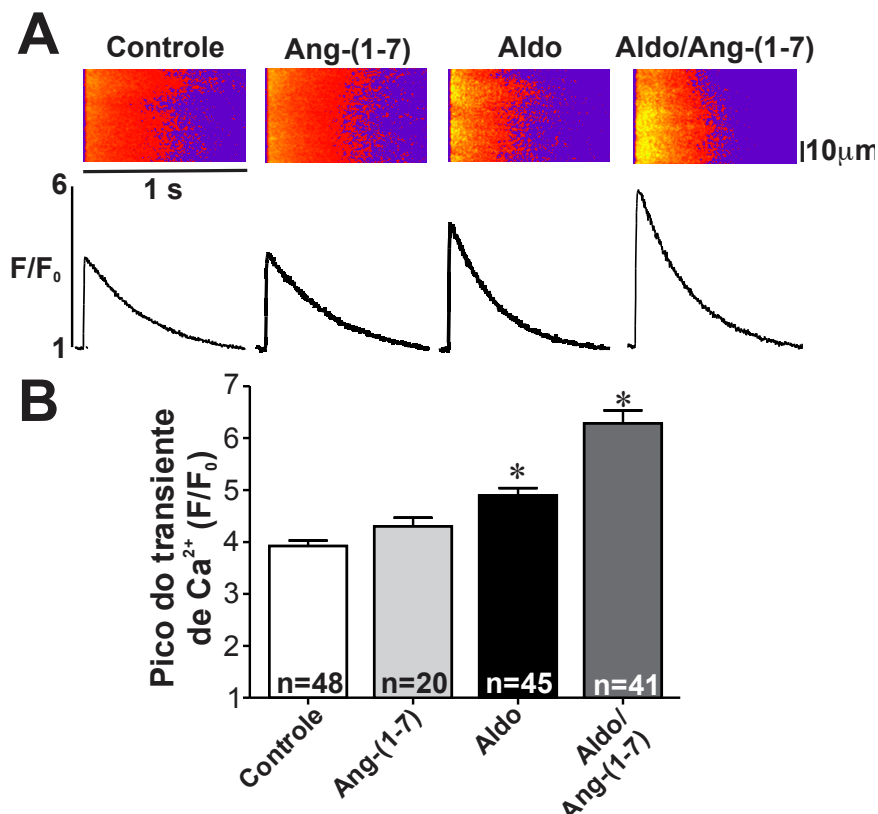 A
Controle
Ang-(1-7)
Aldo
Aldo/Ang-(1-7)
10µm
1 s
6
F/F₀
1
B
Pico do transiente
de Ca²⁺ (F/F₀)
7
6
5
4
3
2
1
*
*
n=48
n=20
n=45
n=41
Controle
Ang-(1-7)
Aldo
Aldo/
Ang-(1-7)